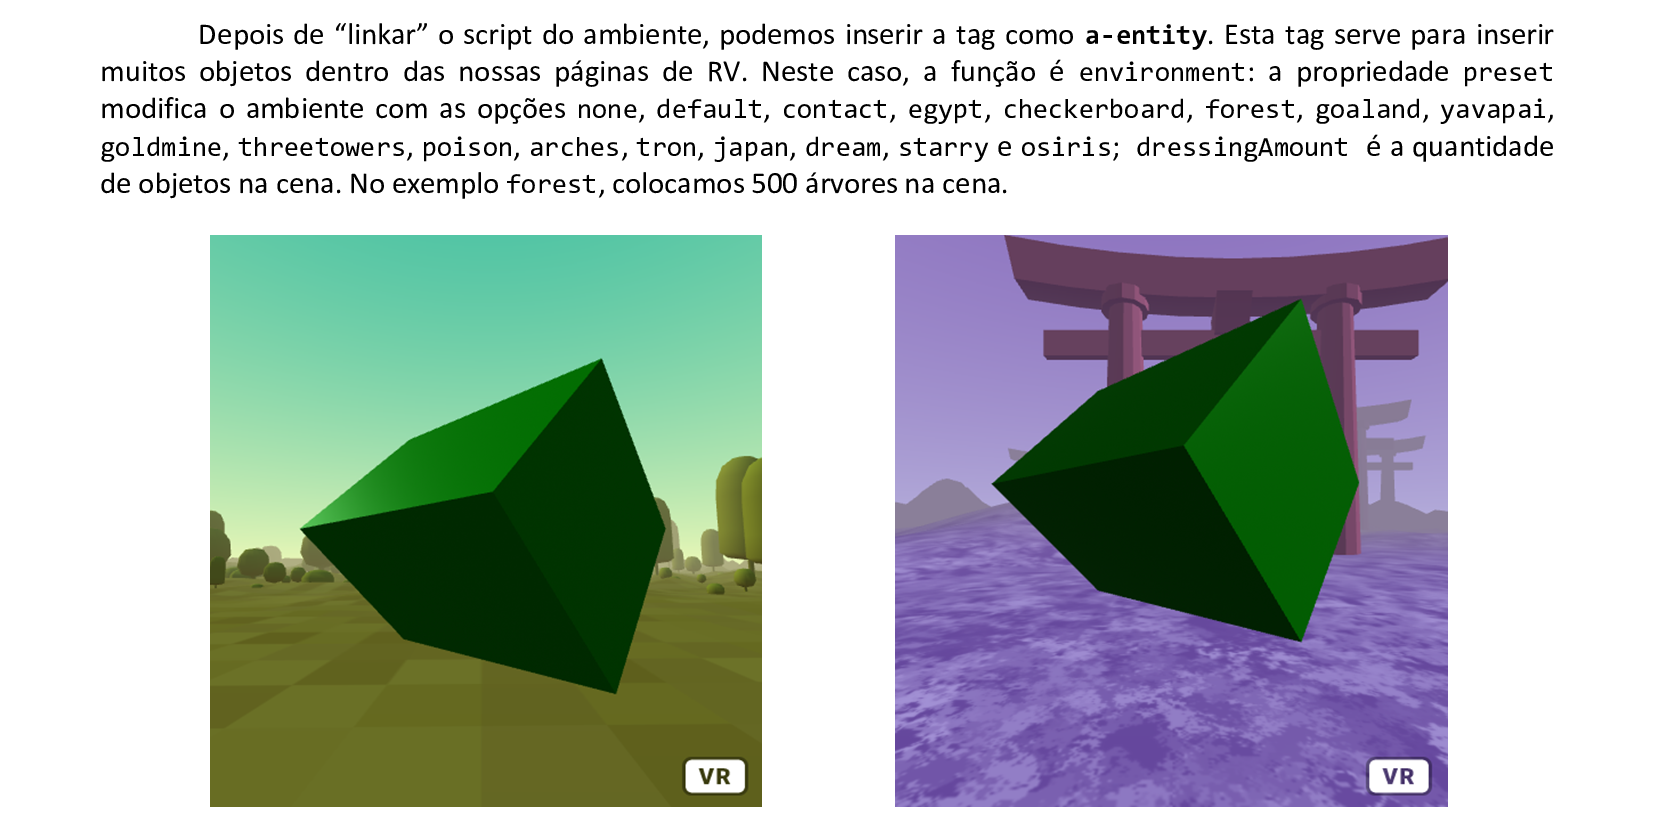 Depois de “linkar” o script do ambiente, podemos inserir a tag como a-entity. Esta tag serve para inserir
muitos objetos dentro das nossas páginas de RV. Neste caso, a função é environment: a propriedade preset
modifica o ambiente com as opções none, default, contact, egypt, checkerboard, forest, goaland, yavapai,
goldmine, threetowers, poison, arches, tron, japan, dream, starry e osiris; dressingAmount é a quantidade
de objetos na cena. No exemplo forest, colocamos 500 árvores na cena.
VR
VR